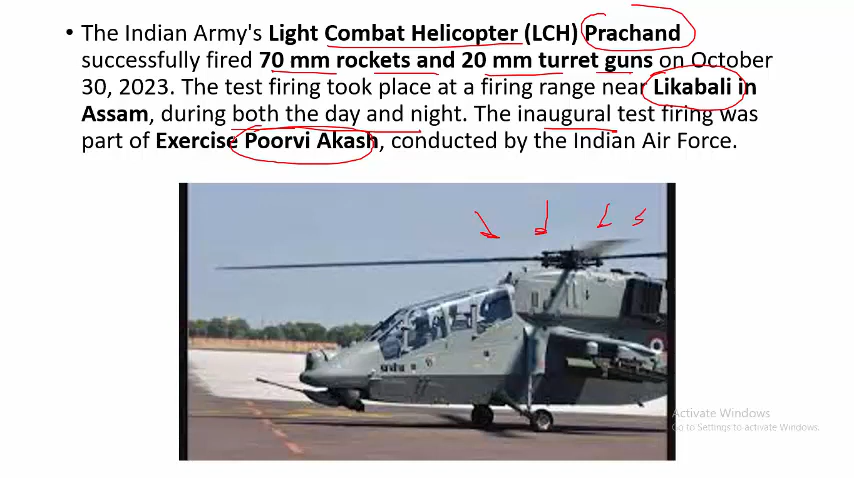 • The Indian Army's Light Combat Helicopter (LCH) Prachand
successfully fired 70 mm rockets and 20 mm turret guns on October
30, 2023. The test firing took place at a firing range near Likabali in
Assam, during both the day and night. The inaugural test firing was
part of Exercise Poorvi Akash, conducted by the Indian Air Force.
Activate Windows
Go to Settings to activate Windows.